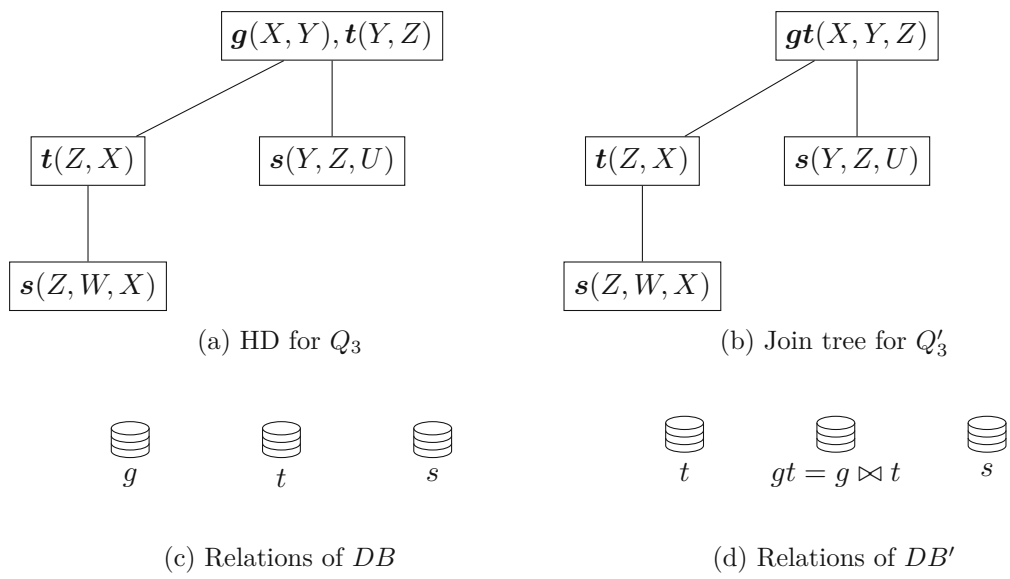 g(X, Y), t(Y, Z)
t(Z, X)
s(Y, Z, U)
s(Z, W, X)
(a) HD for Q₃
gt(X, Y, Z)
t(Z, X)
s(Y, Z, U)
s(Z, W, X)
(b) Join tree for Q′₃
g
t
s
(c) Relations of DB
t
gt = g ⋈ t
s
(d) Relations of DB′